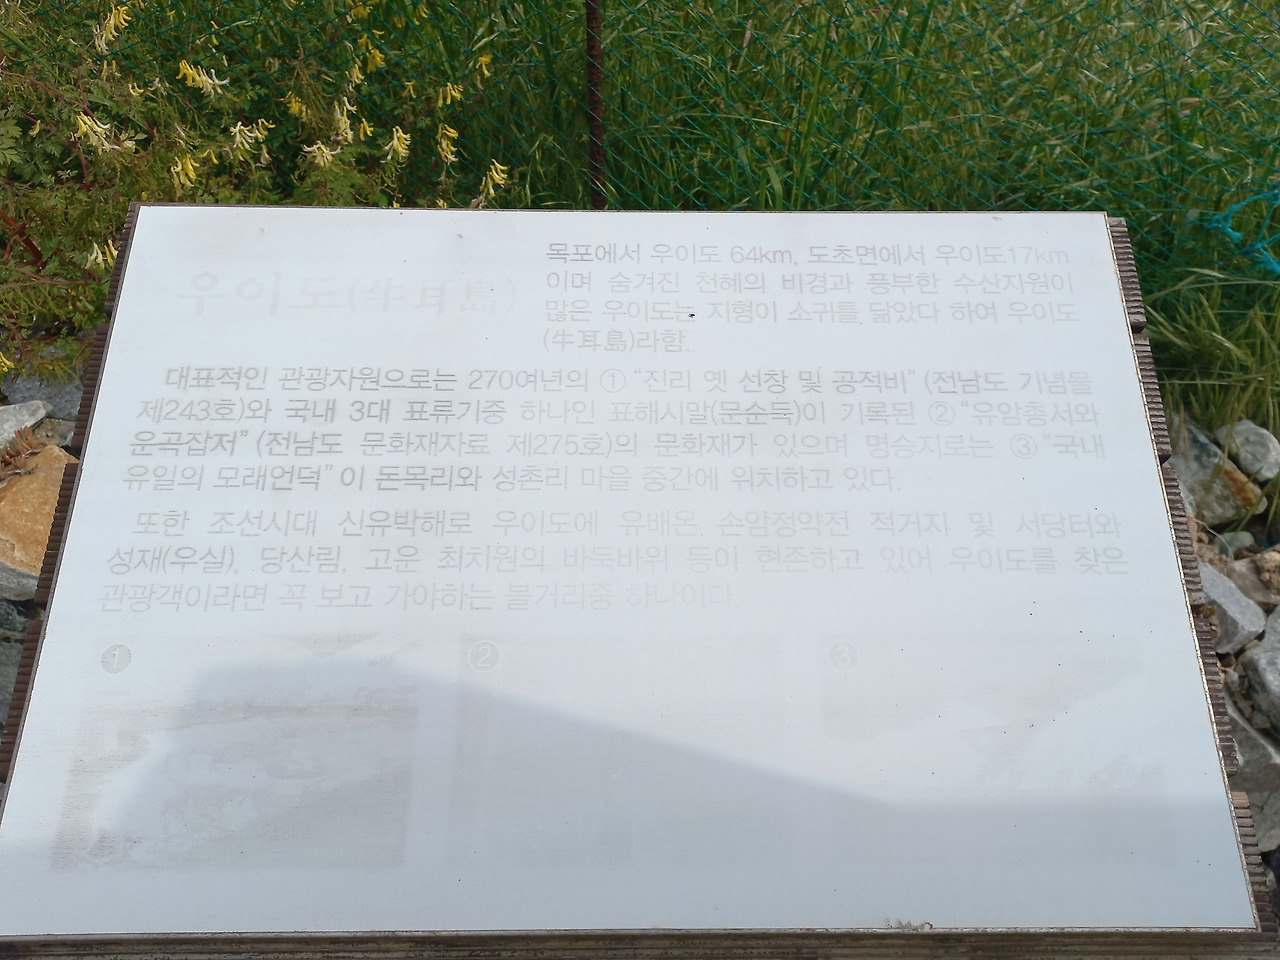 우이도(牛耳島)
목포에서 우이도 64km, 도초면에서 우이도17km
이며 숨겨진 천혜의 비경과 풍부한 수산자원이
많은 우이도는 지형이 소귀를 닮았다 하여 우이도
(牛耳島)라함.
대표적인 관광자원으로는 270여년의 ① “진리 옛 선창 및 공적비” (전남도 기념물
제243호)와 국내 3대 표류기중 하나인 표해시말(문순득)이 기록된 ② “유암총서와
운곡잡저” (전남도 문화재자료 제275호)의 문화재가 있으며 명승지로는 ③ “국내
유일의 모래언덕” 이 돈목리와 성촌리 마을 중간에 위치하고 있다.
또한 조선시대 신유박해로 우이도에 유배온 손암정약전 적거지 및 서당터와
성재(우실), 당산림, 고운 최치원의 바둑바위 등이 현존하고 있어 우이도를 찾은
관광객이라면 꼭 보고 가야하는 볼거리중 하나이다.
① ② ③